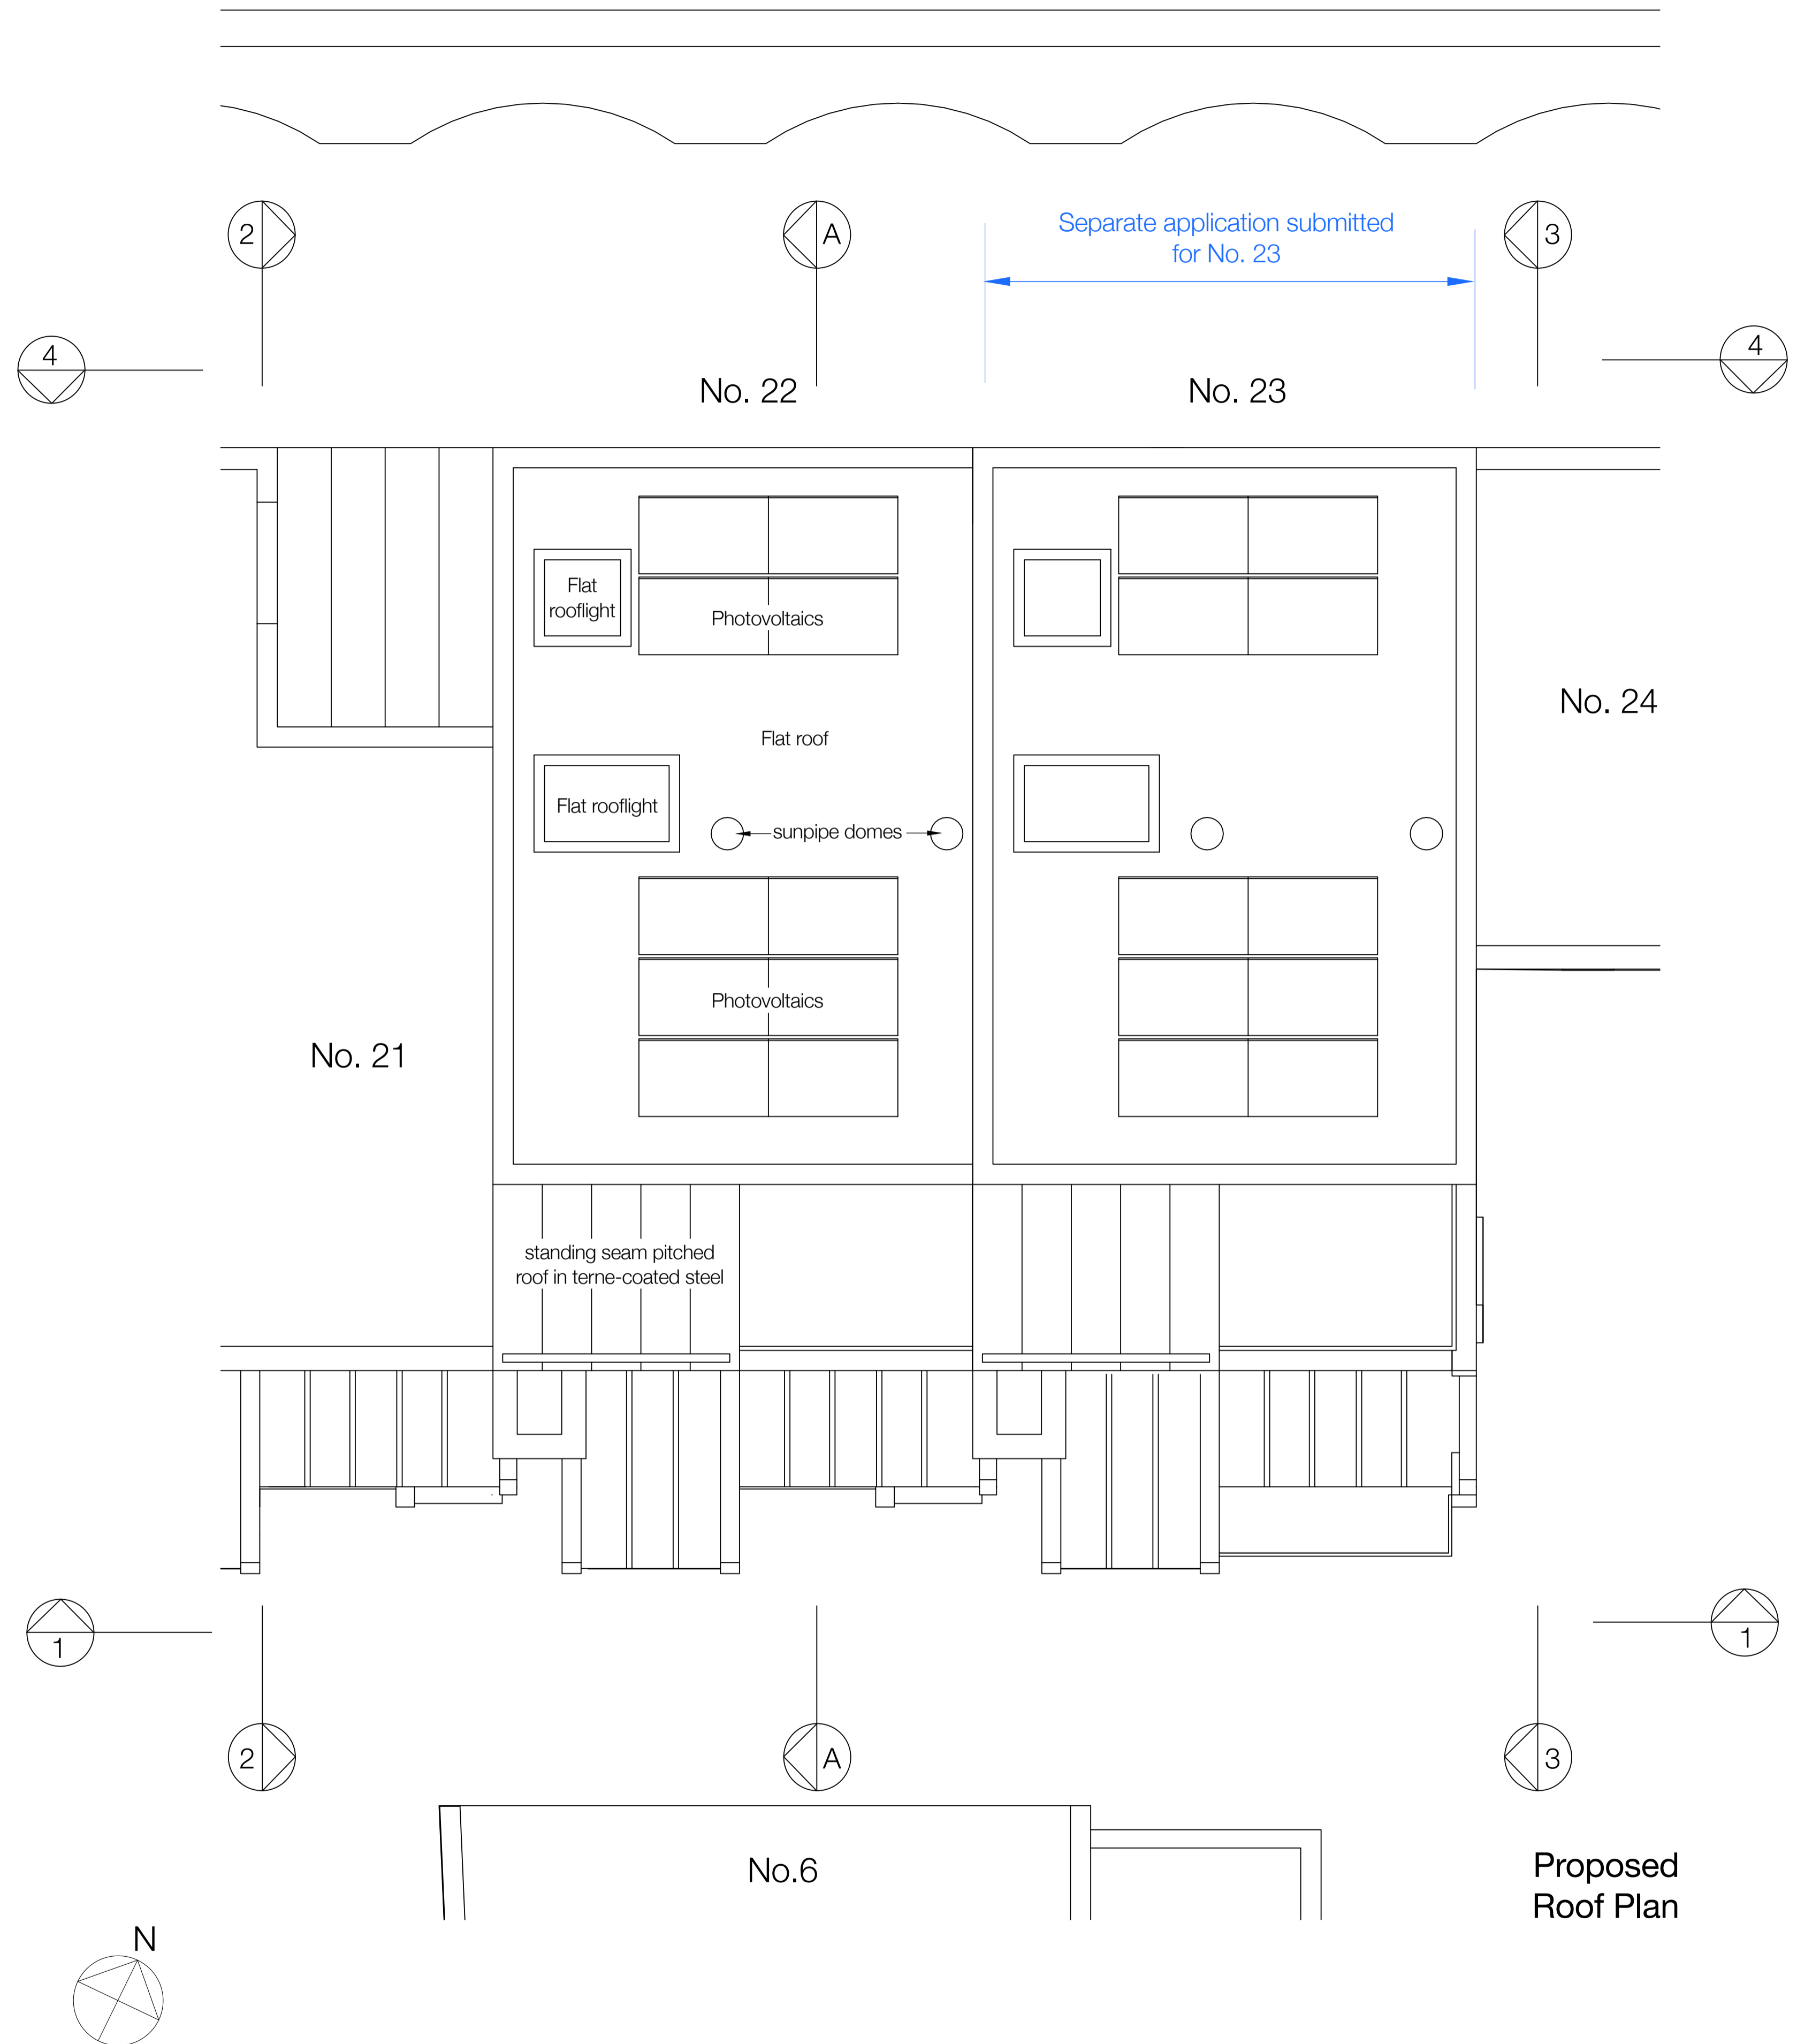 Separate application submitted
for No. 23
2
A
3
4
4
No. 22
No. 23
Flat
rooflight
Photovoltaics
No. 24
Flat roof
Flat rooflight
sunpipe domes
Photovoltaics
No. 21
standing seam pitched
roof in terne-coated steel
1
1
2
A
3
No.6
Proposed
Roof Plan
N